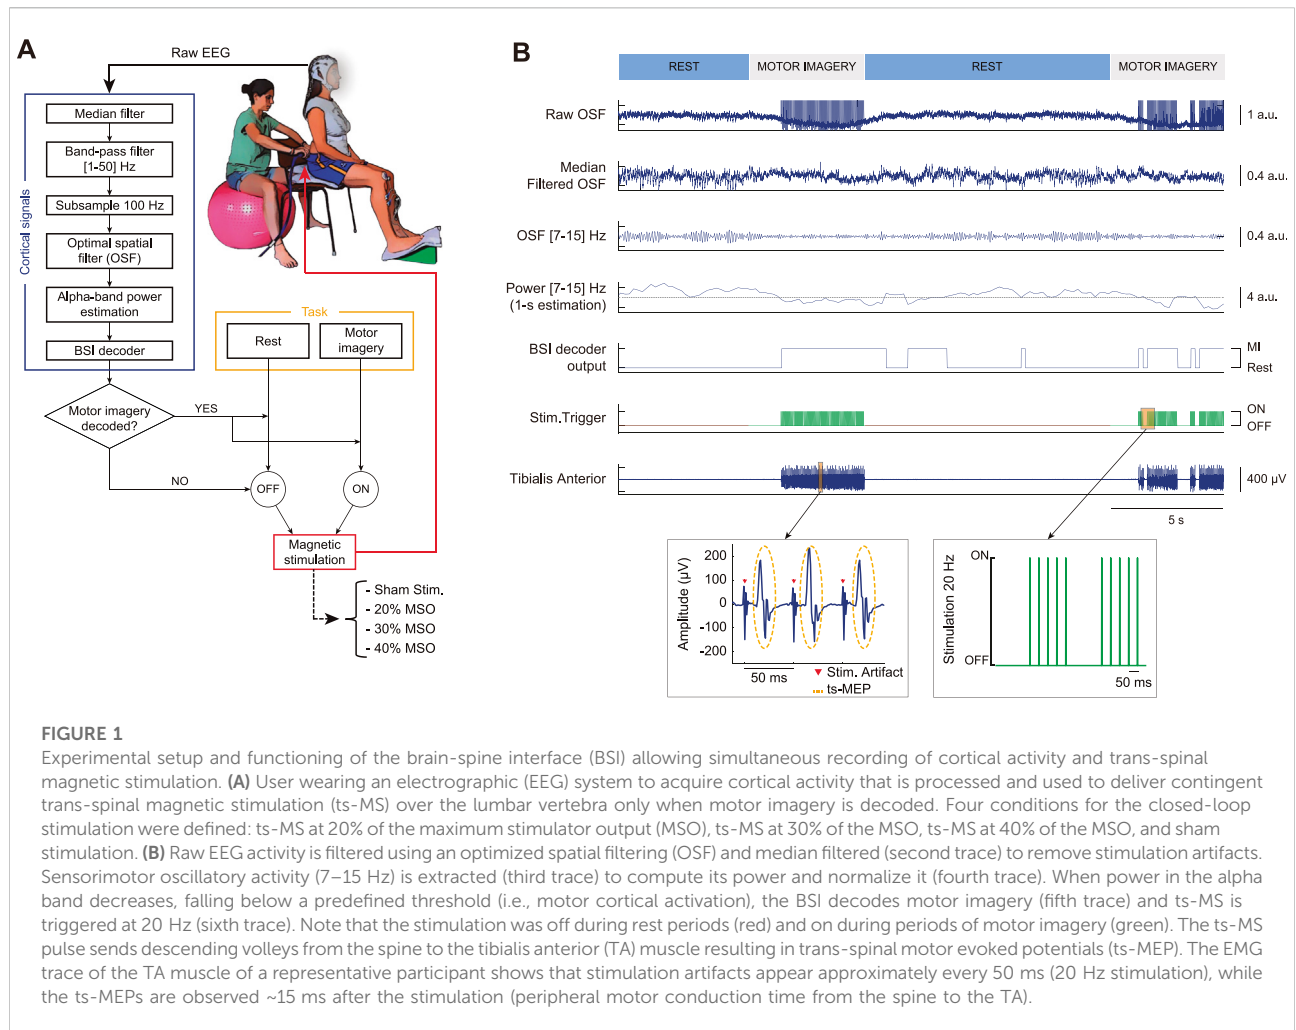 A
Raw EEG
Median filter
Band-pass filter
[1-50] Hz
Subsample 100 Hz
Optimal spatial
filter (OSF)
Alpha-band power
estimation
BSI decoder
Cortical signals
Task
Rest
Motor
imagery
Motor imagery
decoded?
YES
NO
OFF
ON
Magnetic
stimulation
- Sham Stim.
- 20% MSO
- 30% MSO
- 40% MSO
B
REST
MOTOR IMAGERY
REST
MOTOR IMAGERY
Raw OSF
1 a.u.
Median
Filtered OSF
0.4 a.u.
OSF [7-15] Hz
0.4 a.u.
Power [7-15] Hz
(1-s estimation)
4 a.u.
BSI decoder
output
MI
Rest
Stim.Trigger
ON
OFF
Tibialis Anterior
400 µV
5 s
Amplitude (µV)
200
100
0
-100
-200
50 ms
Stim. Artifact
ts-MEP
Stimulation 20 Hz
ON
OFF
50 ms
FIGURE 1
Experimental setup and functioning of the brain-spine interface (BSI) allowing simultaneous recording of cortical activity and trans-spinal
magnetic stimulation. (A) User wearing an electrographic (EEG) system to acquire cortical activity that is processed and used to deliver contingent
trans-spinal magnetic stimulation (ts-MS) over the lumbar vertebra only when motor imagery is decoded. Four conditions for the closed-loop
stimulation were defined: ts-MS at 20% of the maximum stimulator output (MSO), ts-MS at 30% of the MSO, ts-MS at 40% of the MSO, and sham
stimulation. (B) Raw EEG activity is filtered using an optimized spatial filtering (OSF) and median filtered (second trace) to remove stimulation artifacts.
Sensorimotor oscillatory activity (7–15 Hz) is extracted (third trace) to compute its power and normalize it (fourth trace). When power in the alpha
band decreases, falling below a predefined threshold (i.e., motor cortical activation), the BSI decodes motor imagery (fifth trace) and ts-MS is
triggered at 20 Hz (sixth trace). Note that the stimulation was off during rest periods (red) and on during periods of motor imagery (green). The ts-MS
pulse sends descending volleys from the spine to the tibialis anterior (TA) muscle resulting in trans-spinal motor evoked potentials (ts-MEP). The EMG
trace of the TA muscle of a representative participant shows that stimulation artifacts appear approximately every 50 ms (20 Hz stimulation), while
the ts-MEPs are observed ~15 ms after the stimulation (peripheral motor conduction time from the spine to the TA).